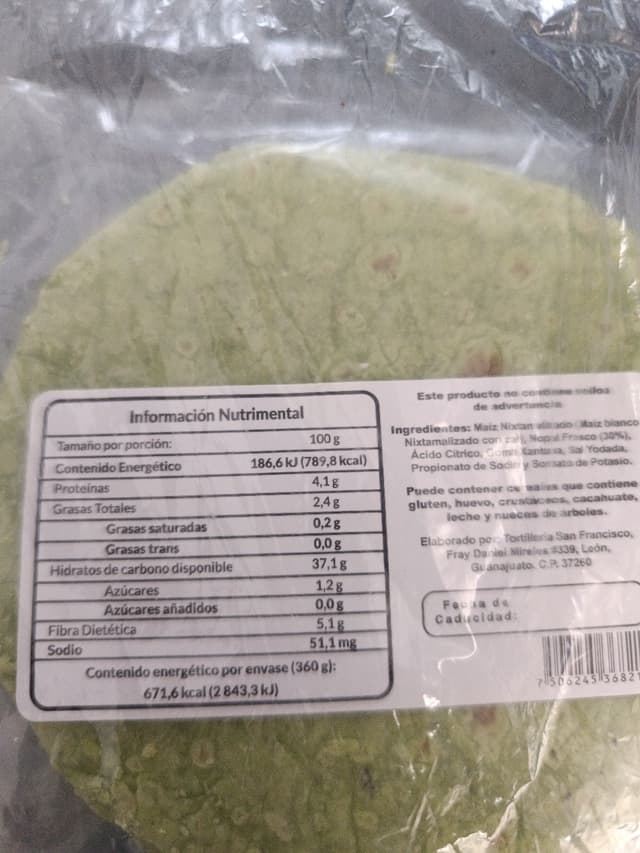 Información Nutrimental
Tamaño por porción: 100 g
Contenido Energético 186,6 kJ (789,8 kcal)
Proteínas 4,1 g
Grasas Totales 2,4 g
Grasas saturadas 0,2 g
Grasas trans 0,0 g
Hidratos de carbono disponible 37,1 g
Azúcares 1,2 g
Azúcares añadidos 0,0 g
Fibra Dietética 5,1 g
Sodio 51,1 mg
Contenido energético por envase (360 g):
671,6 kcal (2 843,3 kJ)
Este producto no contiene sellos
de advertencia
Ingredientes: Maíz Nixtamalizado (Maíz blanco
Nixtamalizado con cal), Nopal Fresco (30%),
Ácido Cítrico, Goma Xantana, Sal Yodada,
Propionato de Sodio y Sorbato de Potasio.
Puede contener cereales que contiene
gluten, huevo, crustáceos, cacahuate,
leche y nueces de árboles.
Elaborado por: Tortillería San Francisco,
Fray Daniel Mireles #339, León,
Guanajuato. C.P. 37260
Fecha de
Caducidad:
7 506245 36821